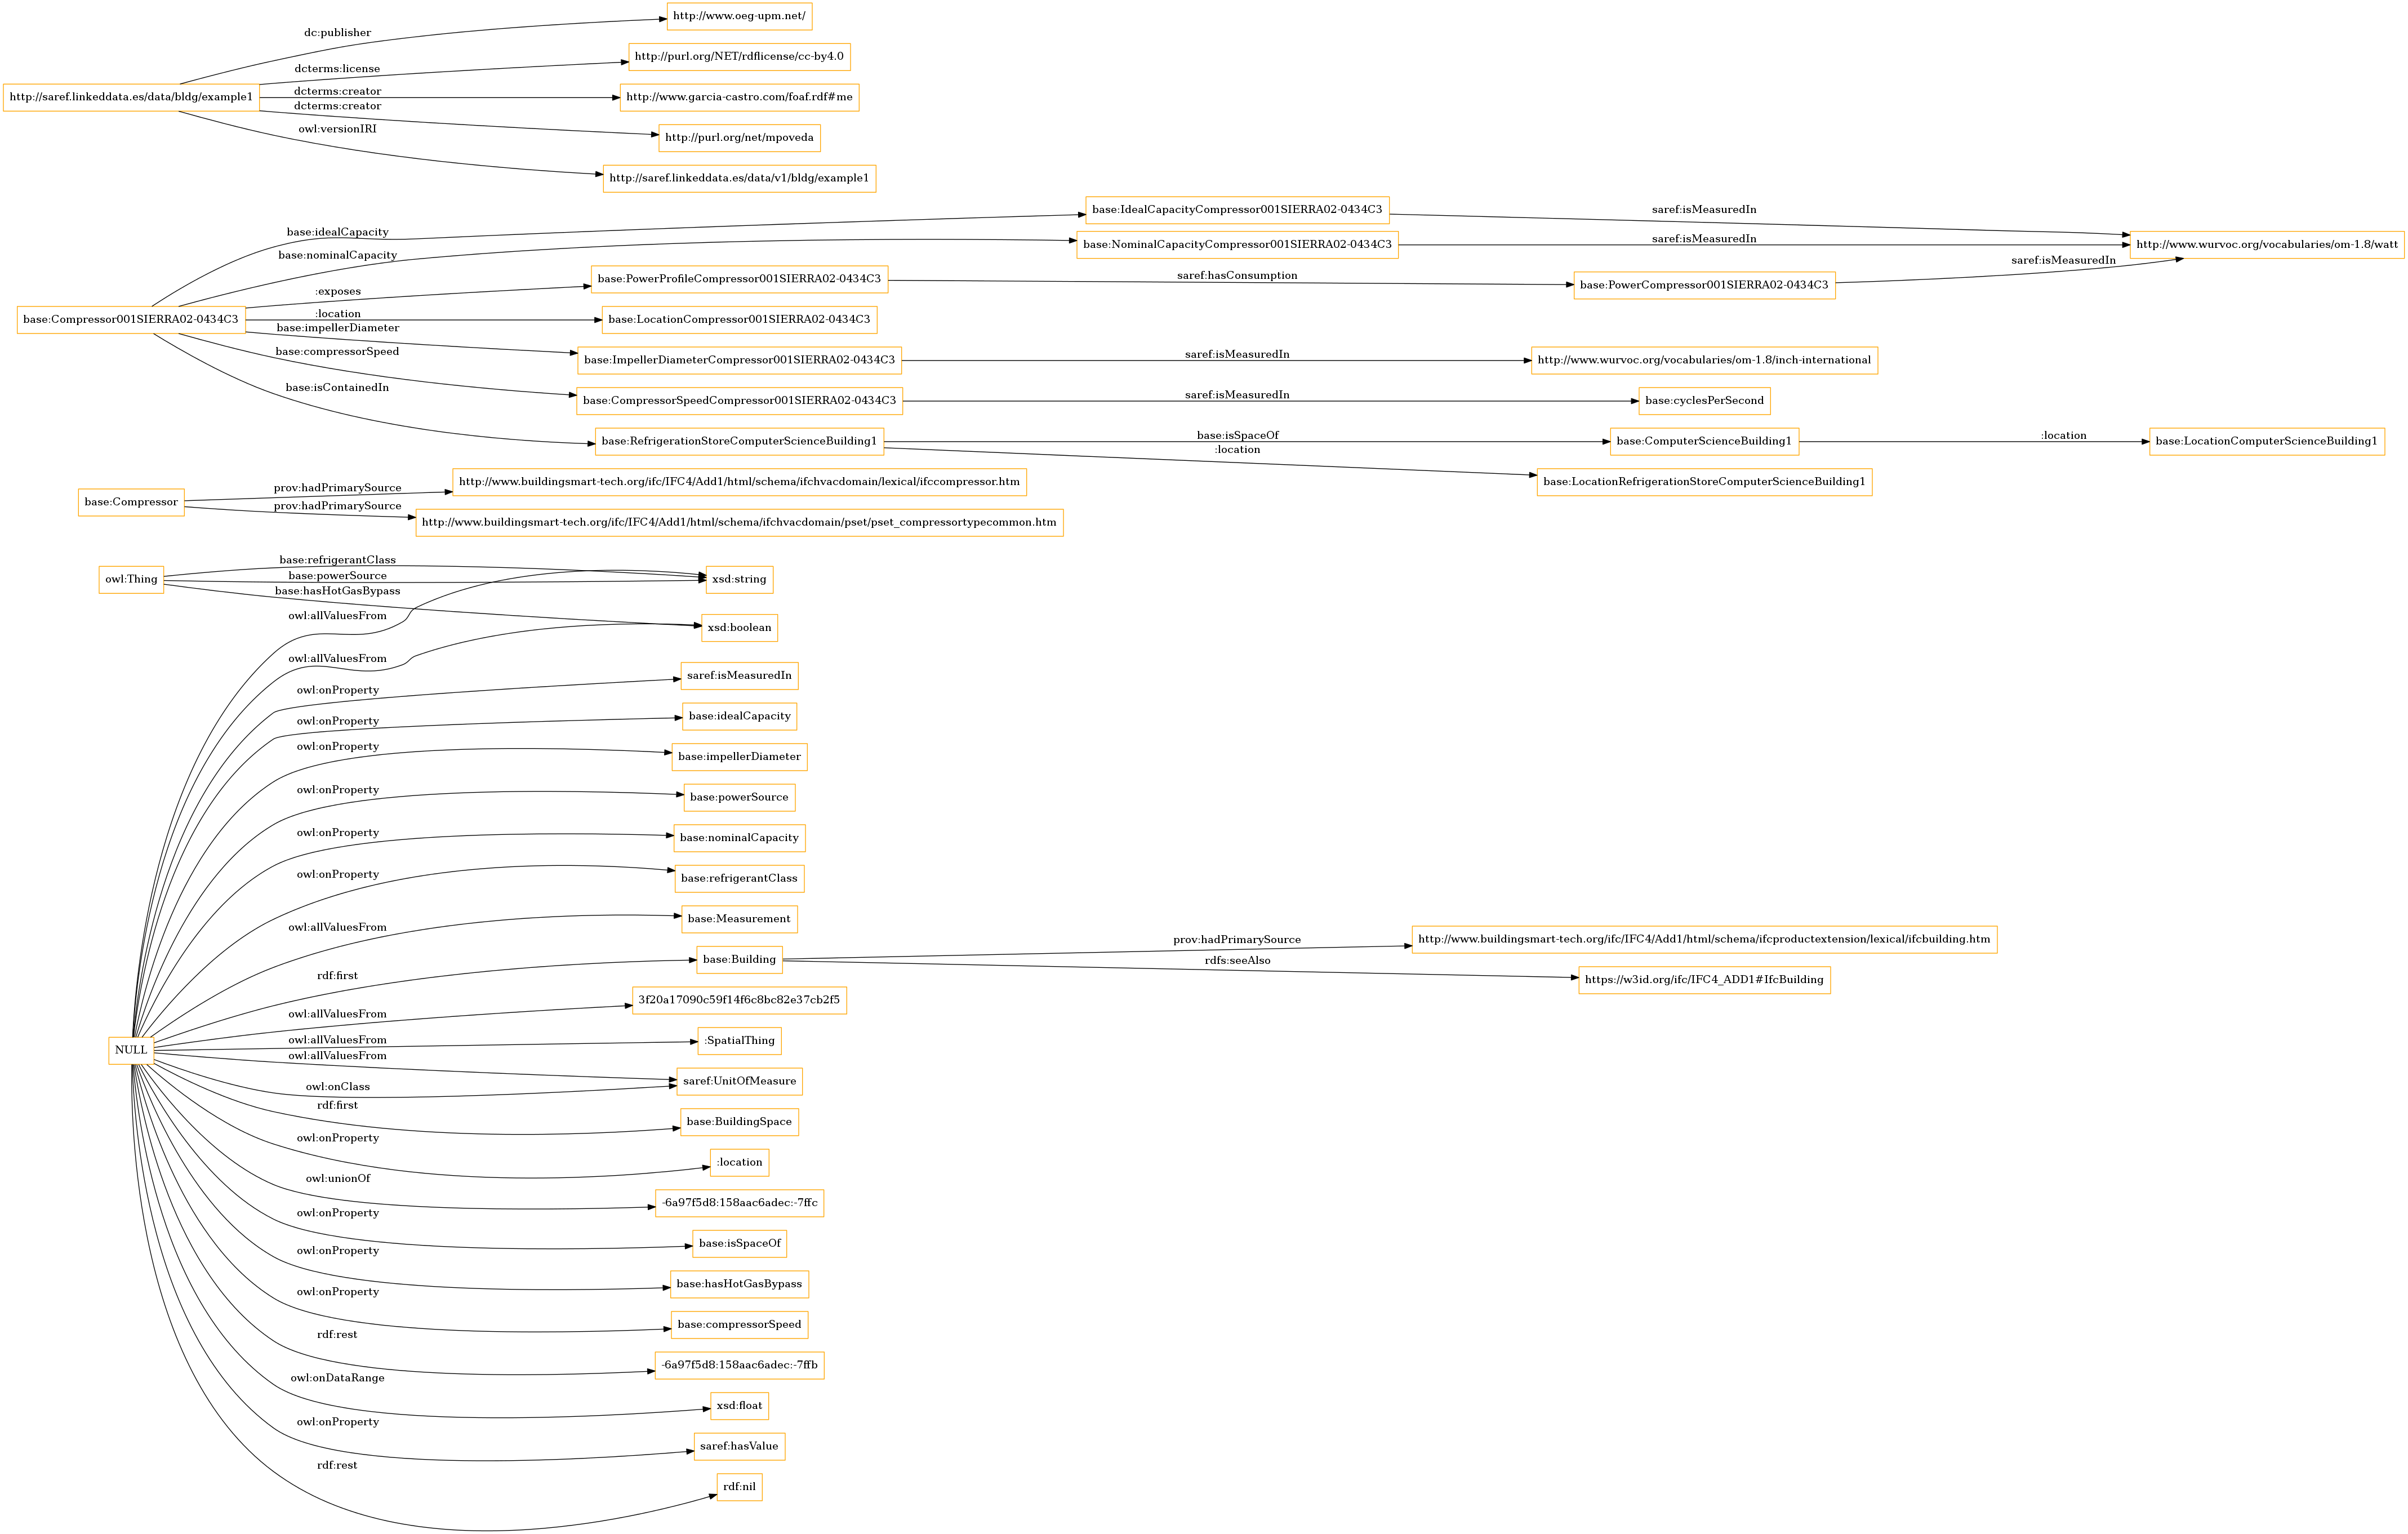 http://www.oeg-upm.net/
dc:publisher
http://purl.org/NET/rdflicense/cc-by4.0
dcterms:license
http://saref.linkeddata.es/data/bldg/example1
dcterms:creator
http://www.garcia-castro.com/foaf.rdf#me
dcterms:creator
http://purl.org/net/mpoveda
owl:versionIRI
http://saref.linkeddata.es/data/v1/bldg/example1
base:IdealCapacityCompressor001SIERRA02-0434C3
saref:isMeasuredIn
base:idealCapacity
base:NominalCapacityCompressor001SIERRA02-0434C3
saref:isMeasuredIn
http://www.wurvoc.org/vocabularies/om-1.8/watt
base:nominalCapacity
saref:isMeasuredIn
base:PowerProfileCompressor001SIERRA02-0434C3
saref:hasConsumption
base:PowerCompressor001SIERRA02-0434C3
:exposes
base:Compressor001SIERRA02-0434C3
:location
base:LocationCompressor001SIERRA02-0434C3
base:impellerDiameter
base:ImpellerDiameterCompressor001SIERRA02-0434C3
saref:isMeasuredIn
http://www.wurvoc.org/vocabularies/om-1.8/inch-international
base:compressorSpeed
base:CompressorSpeedCompressor001SIERRA02-0434C3
saref:isMeasuredIn
base:cyclesPerSecond
base:isContainedIn
base:RefrigerationStoreComputerScienceBuilding1
base:isSpaceOf
base:ComputerScienceBuilding1
:location
base:LocationComputerScienceBuilding1
:location
base:LocationRefrigerationStoreComputerScienceBuilding1
base:Compressor
prov:hadPrimarySource
http://www.buildingsmart-tech.org/ifc/IFC4/Add1/html/schema/ifchvacdomain/lexical/ifccompressor.htm
prov:hadPrimarySource
http://www.buildingsmart-tech.org/ifc/IFC4/Add1/html/schema/ifchvacdomain/pset/pset_compressortypecommon.htm
owl:Thing
base:refrigerantClass
base:powerSource
xsd:string
base:hasHotGasBypass
owl:allValuesFrom
xsd:boolean
owl:allValuesFrom
saref:isMeasuredIn
owl:onProperty
base:idealCapacity
owl:onProperty
owl:onProperty
base:impellerDiameter
owl:onProperty
base:powerSource
owl:onProperty
base:nominalCapacity
owl:onProperty
base:refrigerantClass
owl:allValuesFrom
base:Measurement
rdf:first
base:Building
prov:hadPrimarySource
http://www.buildingsmart-tech.org/ifc/IFC4/Add1/html/schema/ifcproductextension/lexical/ifcbuilding.htm
rdfs:seeAlso
https://w3id.org/ifc/IFC4_ADD1#IfcBuilding
owl:allValuesFrom
3f20a17090c59f14f6c8bc82e37cb2f5
NULL
owl:allValuesFrom
:SpatialThing
owl:allValuesFrom
saref:UnitOfMeasure
owl:onClass
rdf:first
base:BuildingSpace
owl:onProperty
:location
owl:unionOf
-6a97f5d8:158aac6adec:-7ffc
owl:onProperty
base:isSpaceOf
owl:onProperty
base:hasHotGasBypass
owl:onProperty
base:compressorSpeed
rdf:rest
-6a97f5d8:158aac6adec:-7ffb
owl:onDataRange
xsd:float
owl:onProperty
saref:hasValue
rdf:rest
rdf:nil